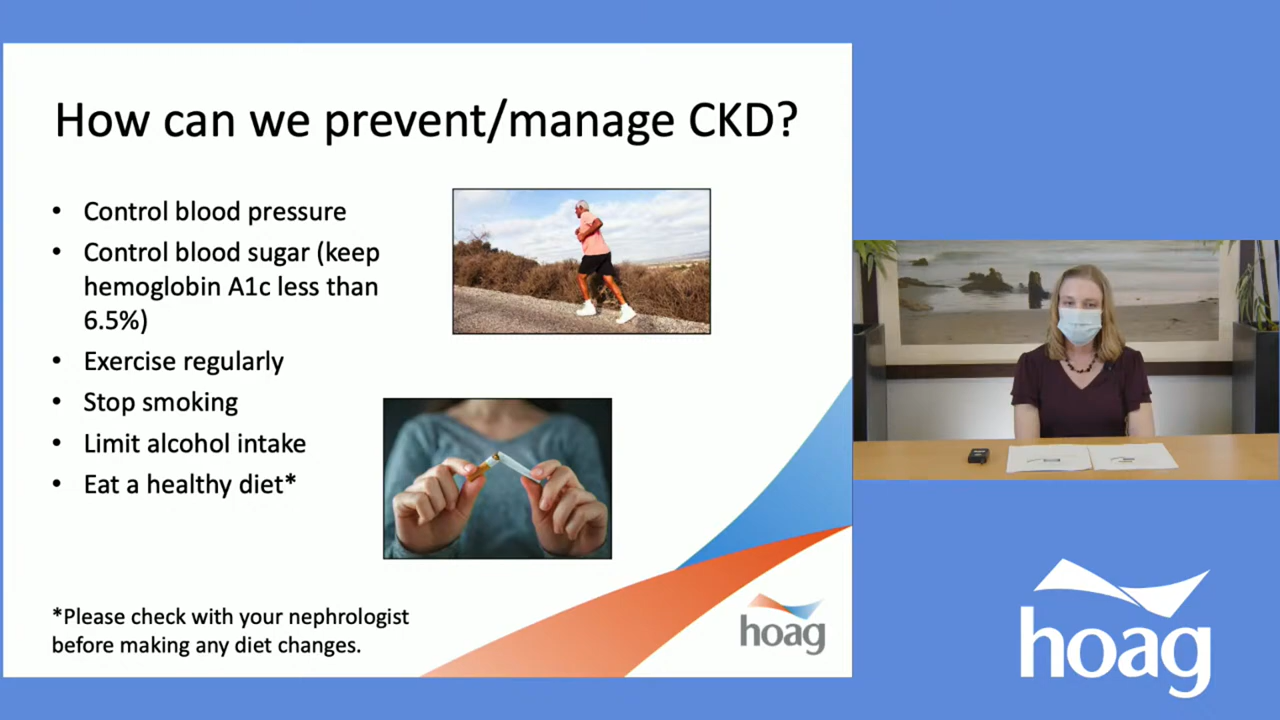 How can we prevent/manage CKD?
• Control blood pressure
• Control blood sugar (keep
hemoglobin A1c less than
6.5%)
• Exercise regularly
• Stop smoking
• Limit alcohol intake
• Eat a healthy diet*
*Please check with your nephrologist
before making any diet changes.
hoag
hoag